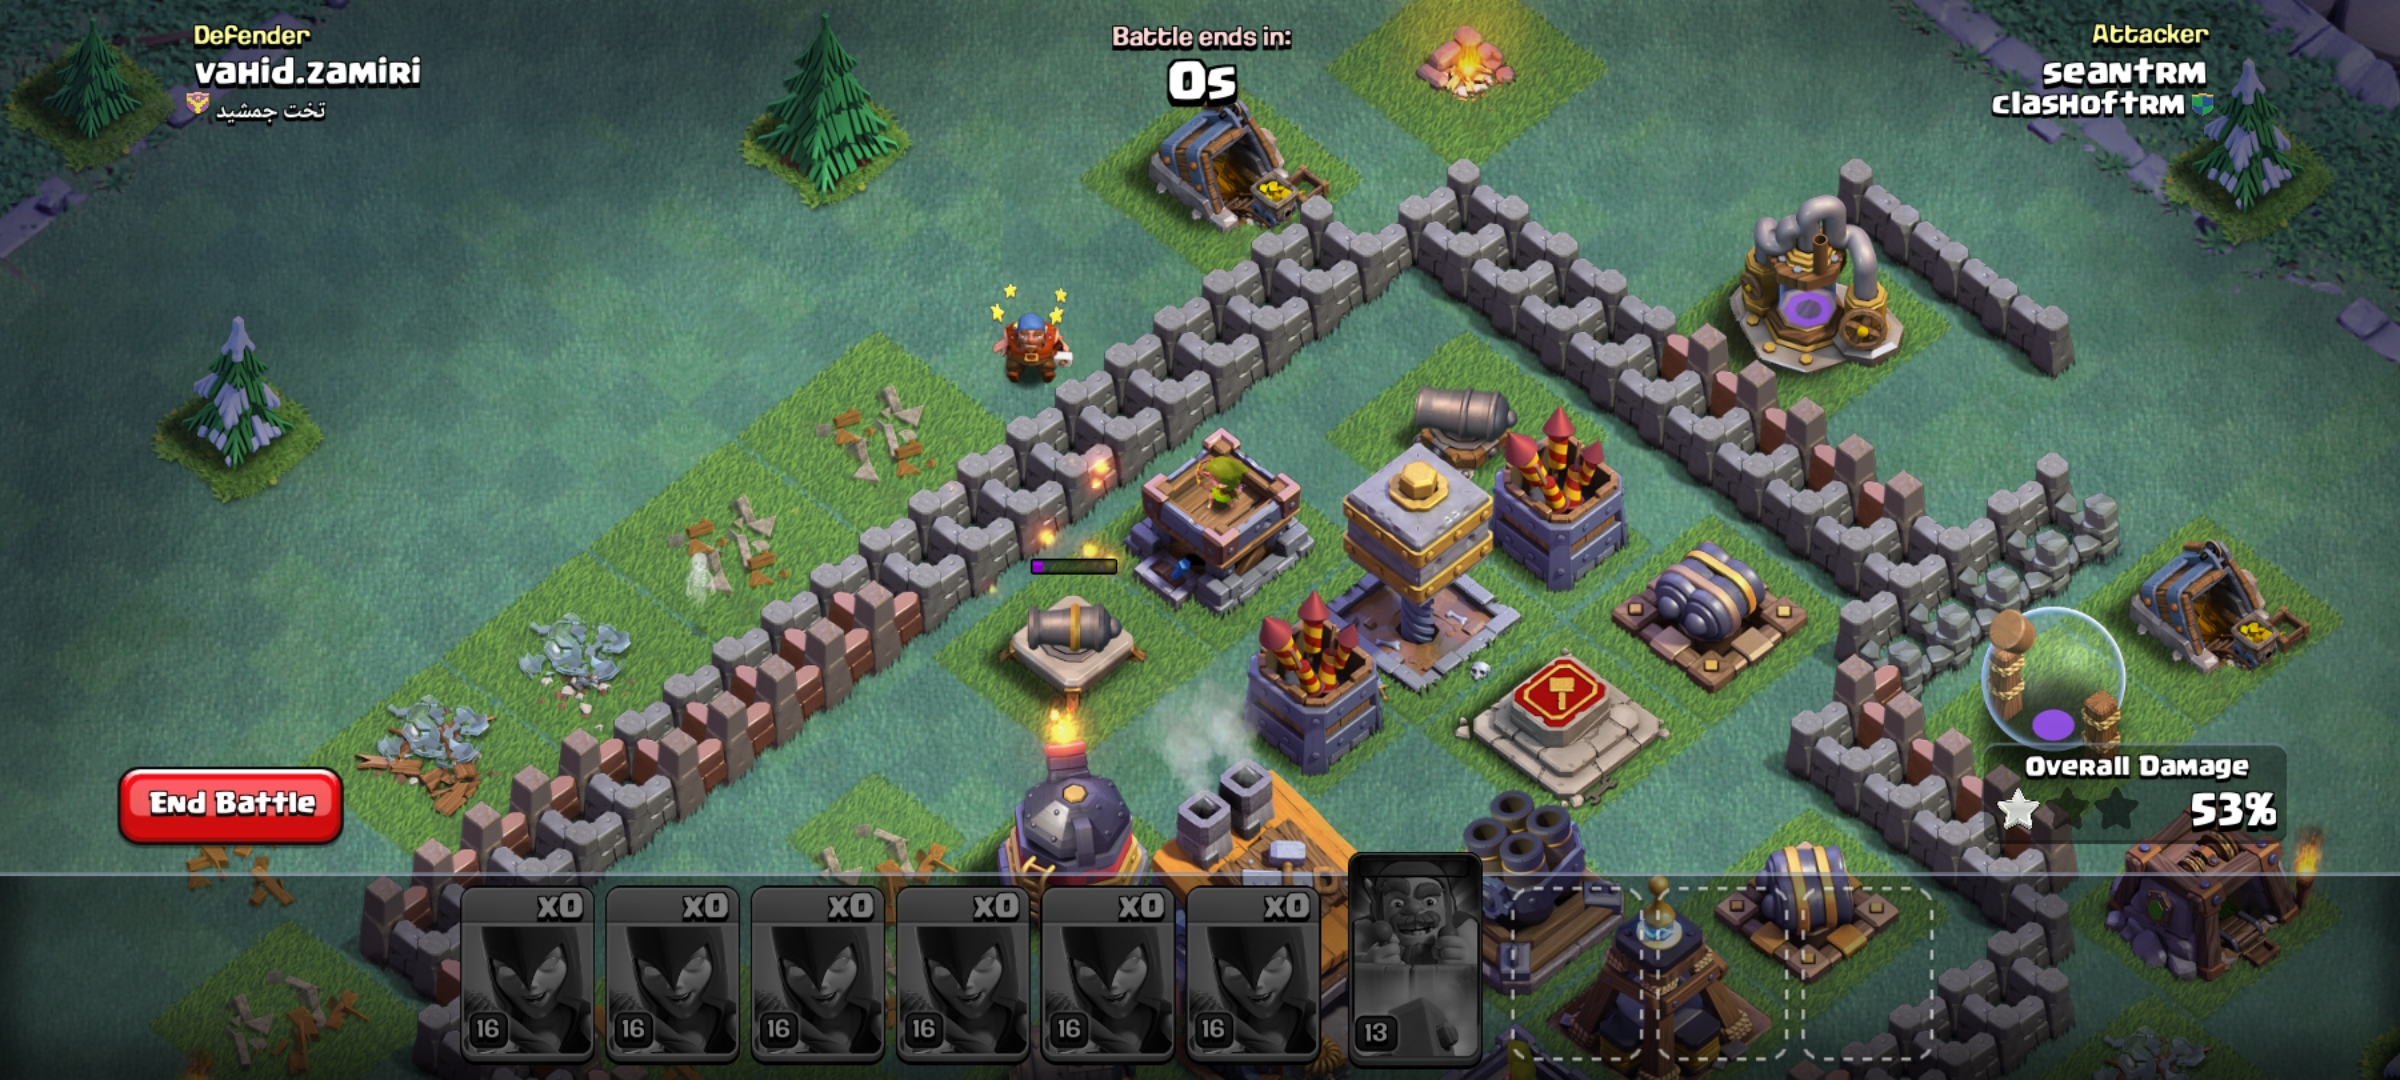 Defender
vahid.zamiri
تخت جمشید
Battle ends in:
0s
Attacker
seantrm
clashoftrm
End Battle
Overall Damage
53%
x0 x0 x0 x0 x0 x0
16 16 16 16 16 16 13